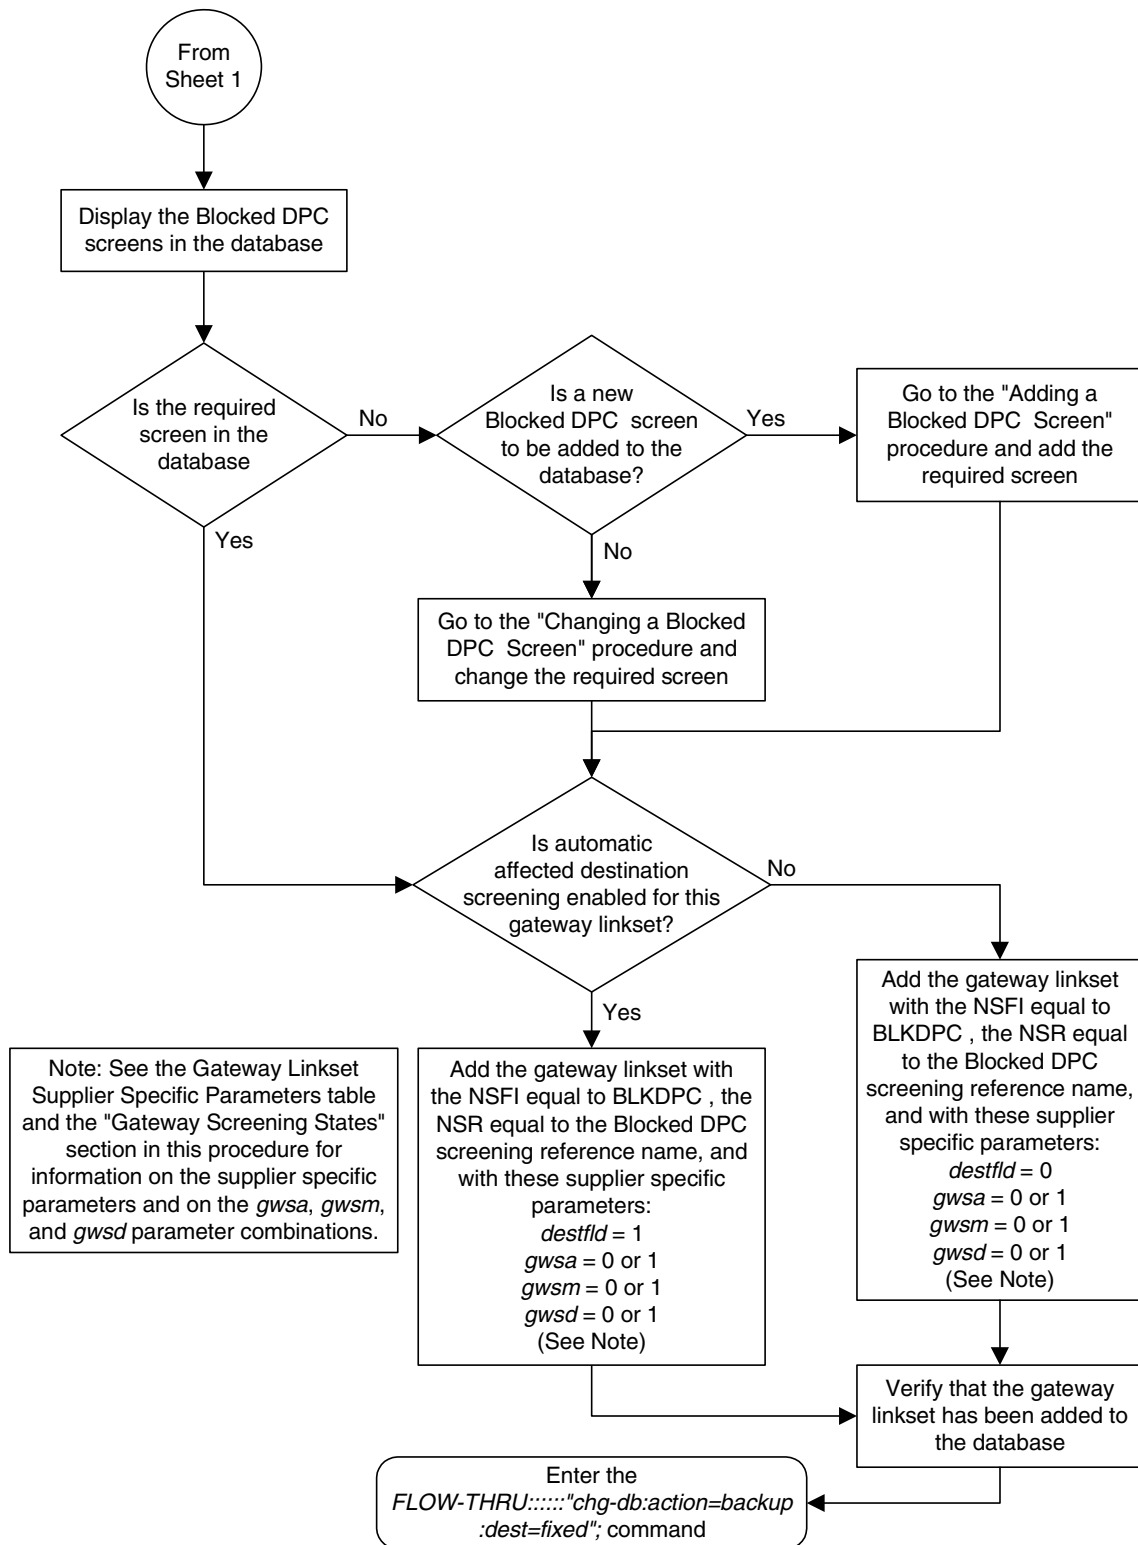 From
Sheet 1
Display the Blocked DPC
screens in the database
Is the required
screen in the
database
No
Yes
Is a new
Blocked DPC screen
to be added to the
database?
Yes
No
Go to the "Adding a
Blocked DPC Screen"
procedure and add the
required screen
Go to the "Changing a Blocked
DPC Screen" procedure and
change the required screen
Is automatic
affected destination
screening enabled for this
gateway linkset?
No
Yes
Note: See the Gateway Linkset
Supplier Specific Parameters table
and the "Gateway Screening States"
section in this procedure for
information on the supplier specific
parameters and on the gwsa, gwsm,
and gwsd parameter combinations.
Add the gateway linkset with
the NSFI equal to BLKDPC , the
NSR equal to the Blocked DPC
screening reference name, and
with these supplier specific
parameters:
destfld = 1
gwsa = 0 or 1
gwsm = 0 or 1
gwsd = 0 or 1
(See Note)
Add the gateway linkset
with the NSFI equal to
BLKDPC , the NSR equal
to the Blocked DPC
screening reference name,
and with these supplier
specific parameters:
destfld = 0
gwsa = 0 or 1
gwsm = 0 or 1
gwsd = 0 or 1
(See Note)
Verify that the gateway
linkset has been added to
the database
Enter the
FLOW-THRU::::::"chg-db:action=backup
:dest=fixed"; command